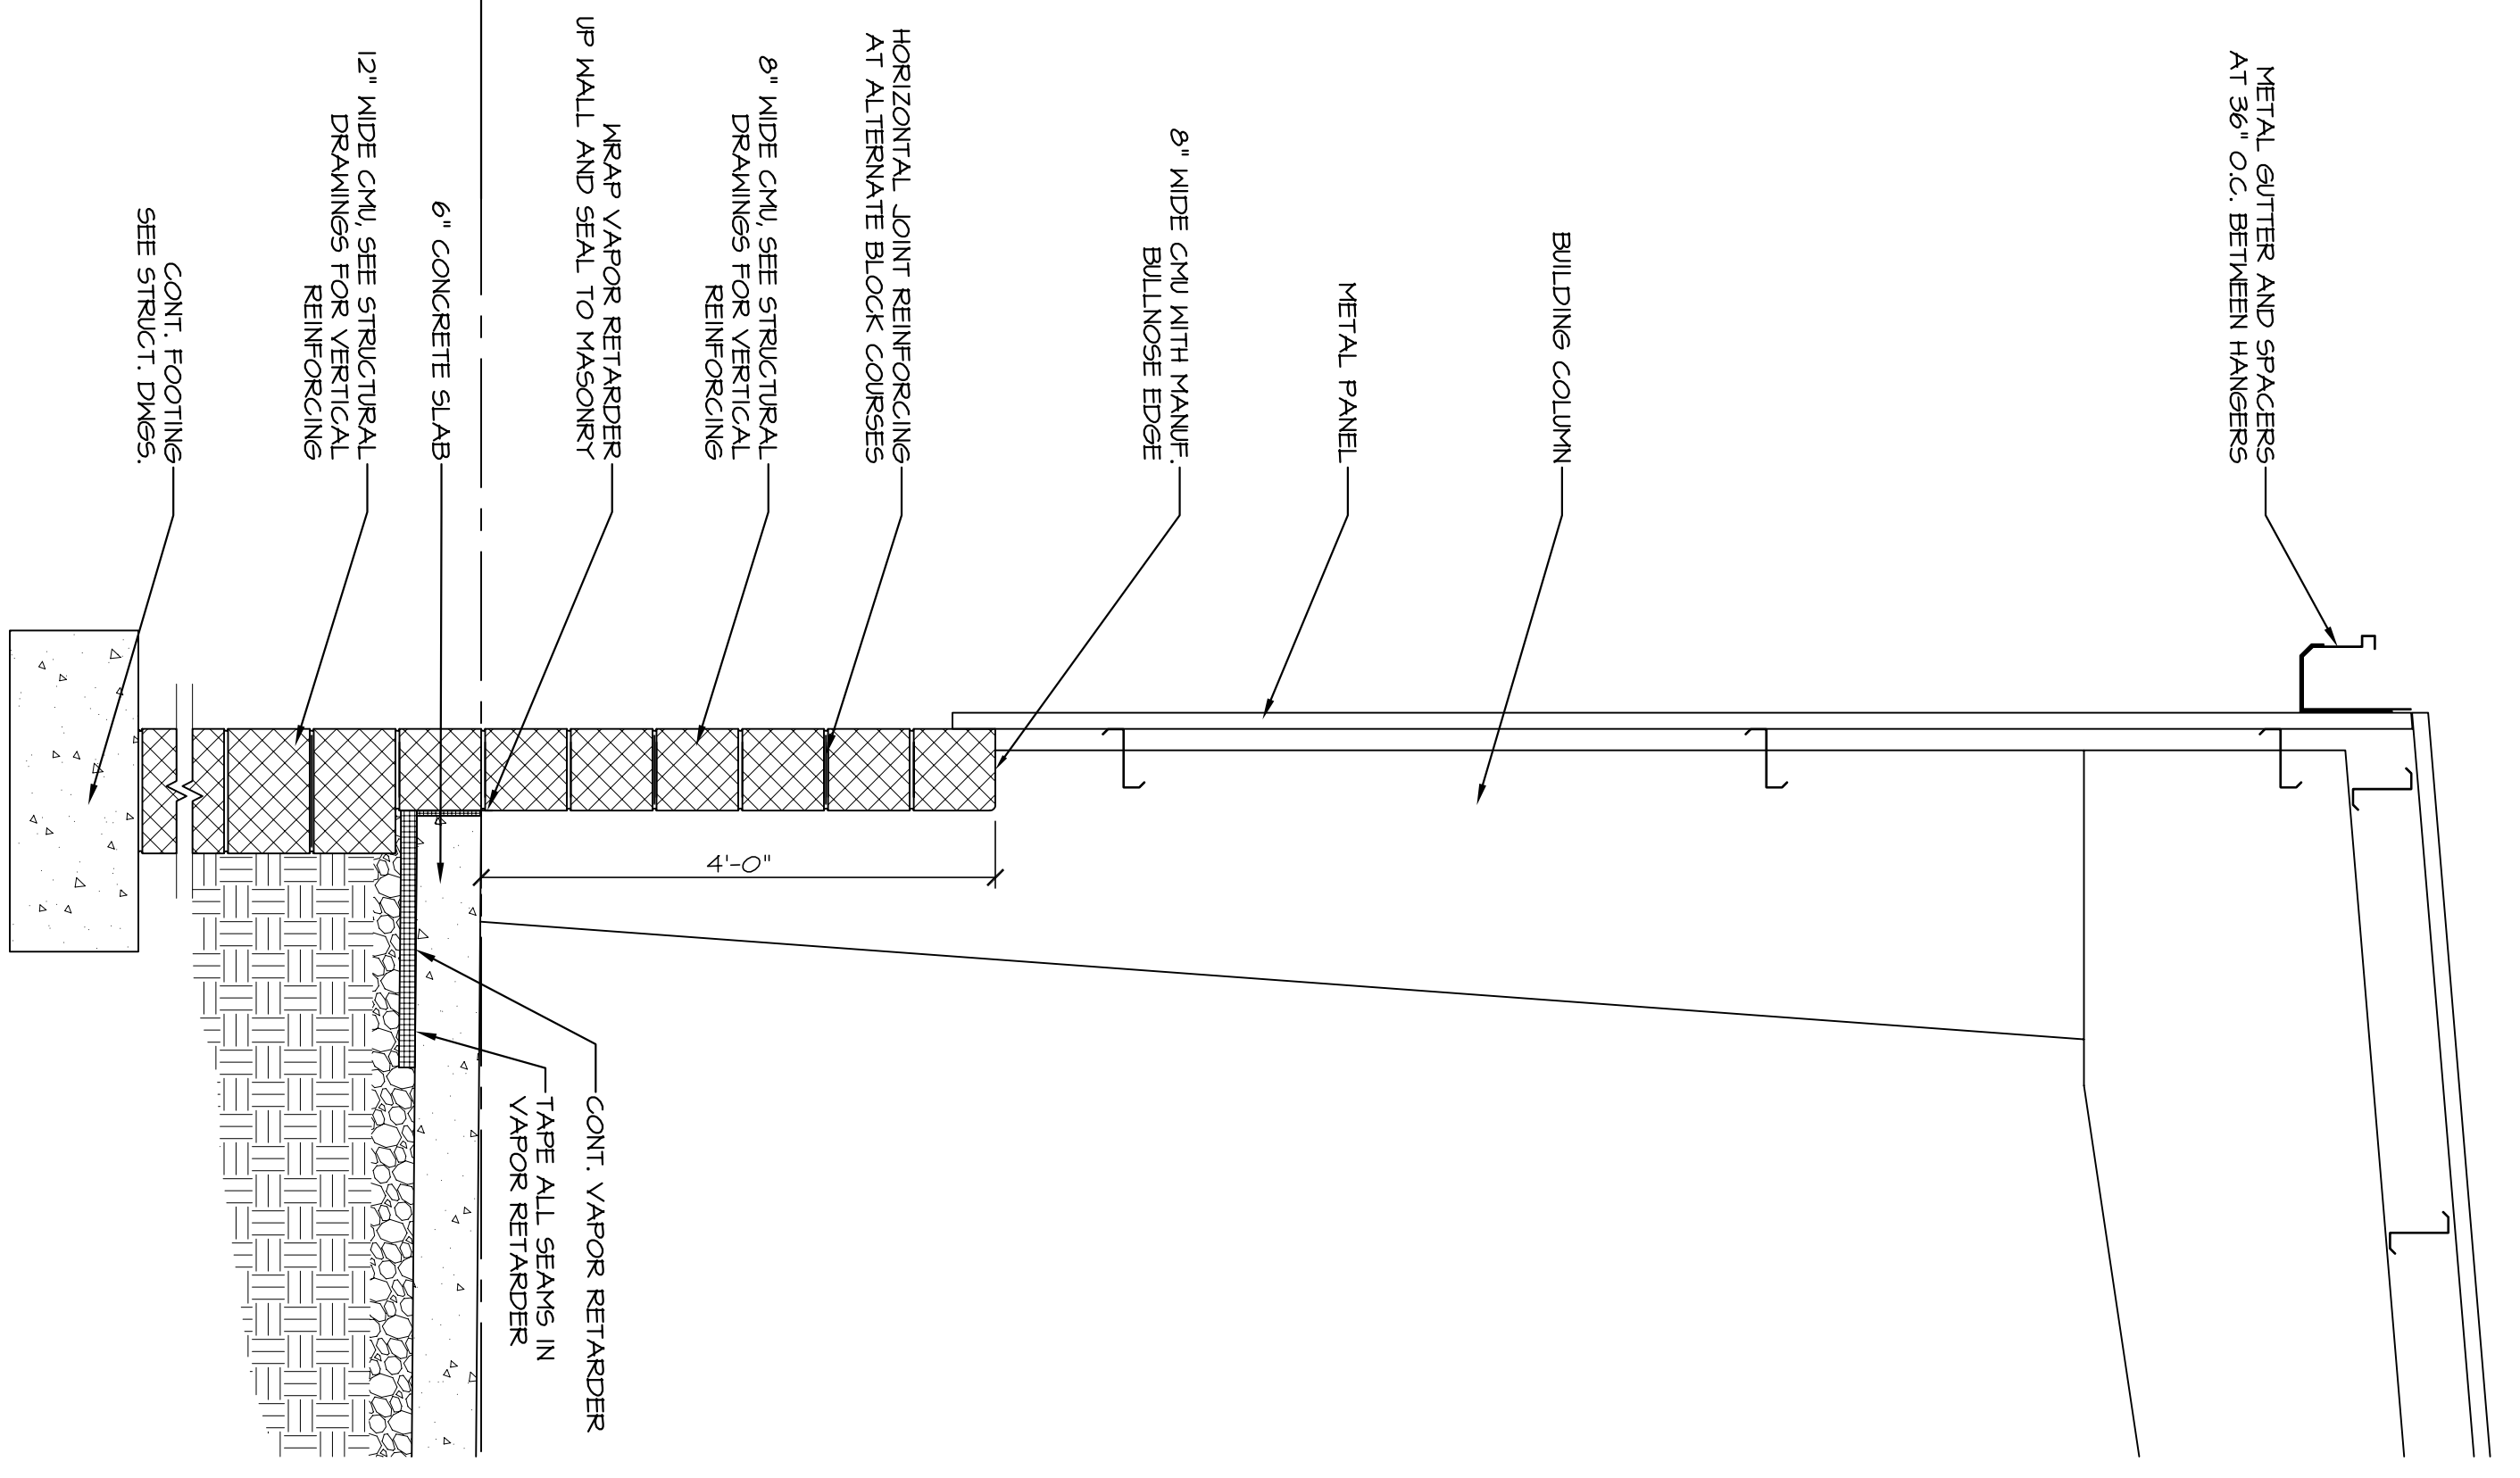 METAL GUTTER AND SPACERS
AT 36" O.C. BETWEEN HANGERS
BUILDING COLUMN
METAL PANEL
8" WIDE CMU WITH MANUF.
BULLNOSE EDGE
HORIZONTAL JOINT REINFORCING
AT ALTERNATE BLOCK COURSES
8" WIDE CMU, SEE STRUCTURAL
DRAWINGS FOR VERTICAL
REINFORCING
WRAP VAPOR RETARDER
UP WALL AND SEAL TO MASONRY
6" CONCRETE SLAB
12" WIDE CMU, SEE STRUCTURAL
DRAWINGS FOR VERTICAL
REINFORCING
CONT. FOOTING
SEE STRUCT. DWGS.
4'-0"
CONT. VAPOR RETARDER
TAPE ALL SEAMS IN
VAPOR RETARDER